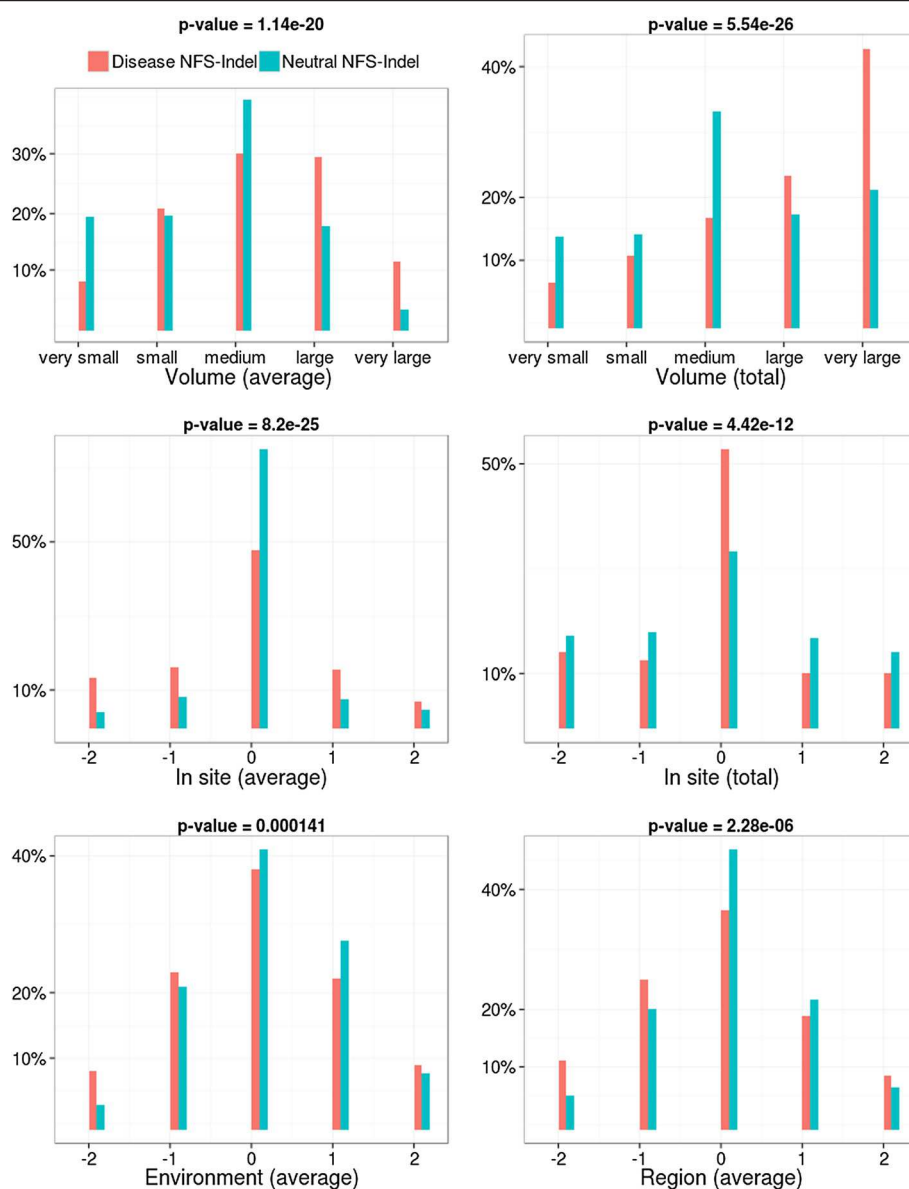 p-value = 1.14e-20
Disease NFS-Indel Neutral NFS-Indel
30%
20%
10%
very small small medium large very large
Volume (average)
p-value = 5.54e-26
40%
20%
10%
very small small medium large very large
Volume (total)
p-value = 8.2e-25
50%
10%
-2 -1 0 1 2
In site (average)
p-value = 4.42e-12
50%
10%
-2 -1 0 1 2
In site (total)
p-value = 0.000141
40%
20%
10%
-2 -1 0 1 2
Environment (average)
p-value = 2.28e-06
40%
20%
10%
-2 -1 0 1 2
Region (average)